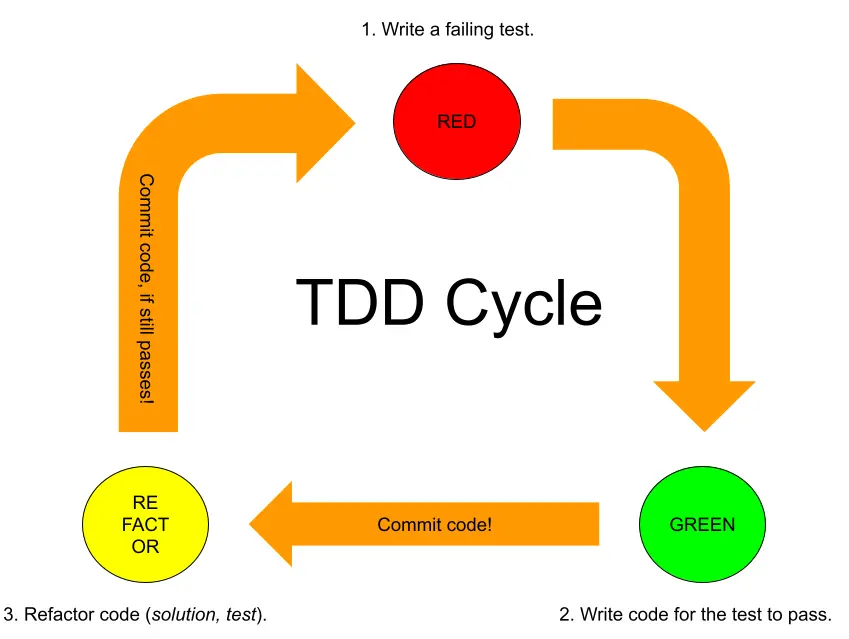 1. Write a failing test.
RED
Commit code, if still passes!
TDD Cycle
RE
FACT
OR
Commit code!
GREEN
3. Refactor code (solution, test).
2. Write code for the test to pass.